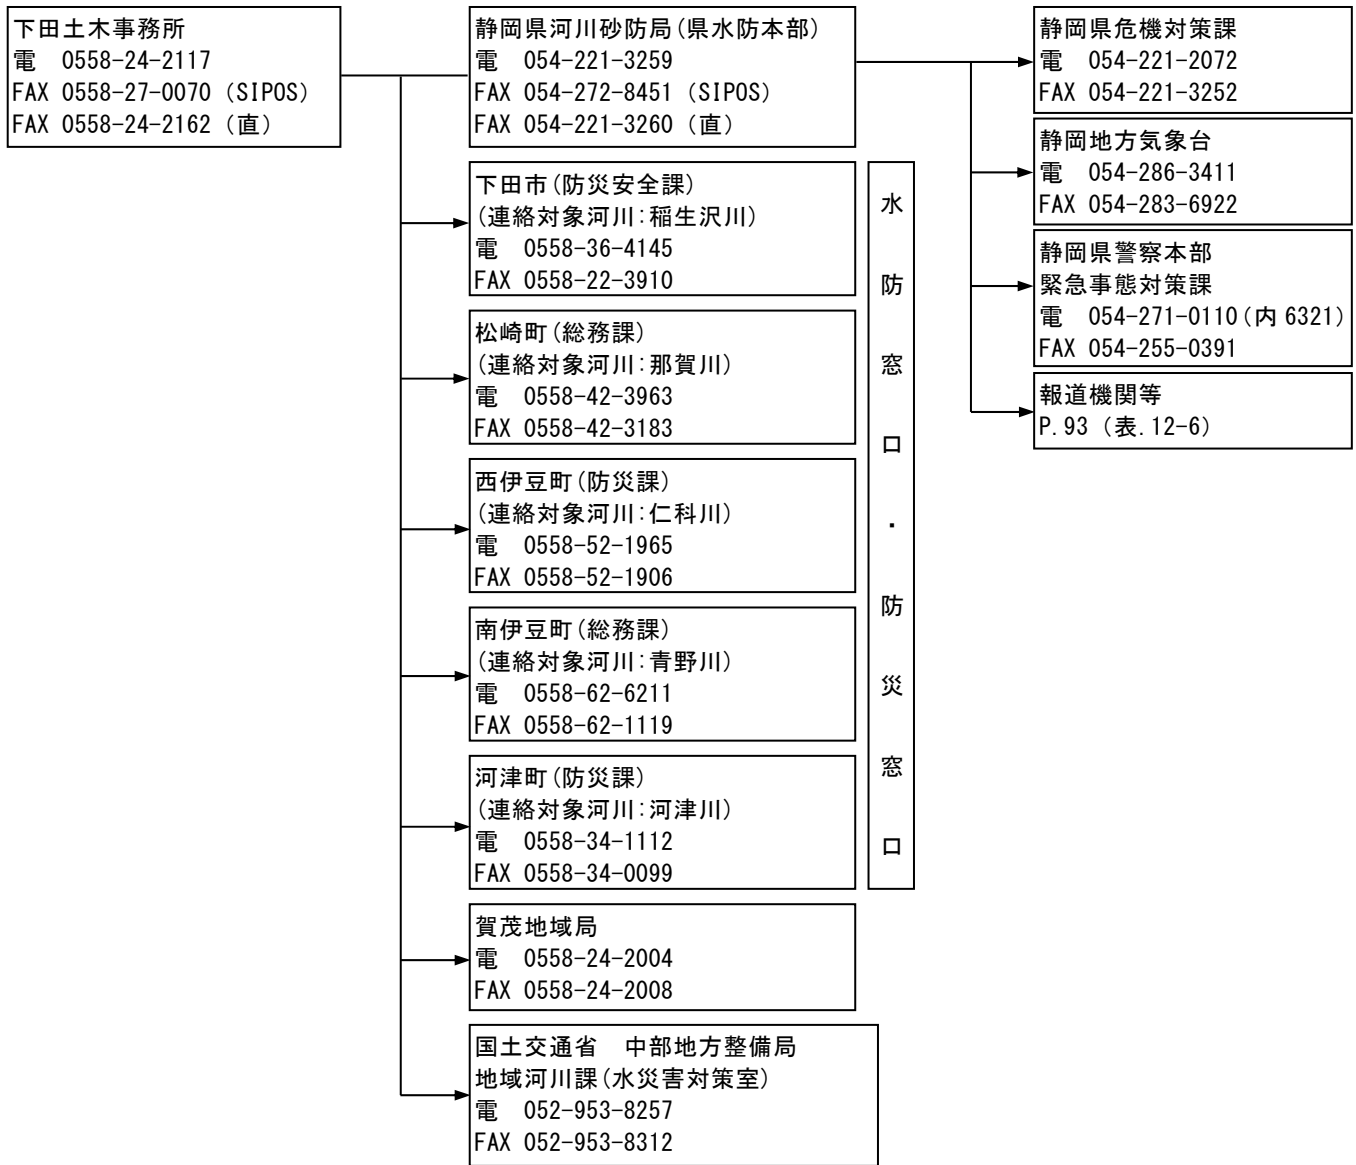 下田土木事務所
電　0558-24-2117
FAX 0558-27-0070 (SIPOS)
FAX 0558-24-2162 (直)
静岡県河川砂防局(県水防本部)
電　054-221-3259
FAX 054-272-8451 (SIPOS)
FAX 054-221-3260 (直)
下田市(防災安全課)
(連絡対象河川:稲生沢川)
電　0558-36-4145
FAX 0558-22-3910
松崎町(総務課)
(連絡対象河川:那賀川)
電　0558-42-3963
FAX 0558-42-3183
西伊豆町(防災課)
(連絡対象河川:仁科川)
電　0558-52-1965
FAX 0558-52-1906
南伊豆町(総務課)
(連絡対象河川:青野川)
電　0558-62-6211
FAX 0558-62-1119
河津町(防災課)
(連絡対象河川:河津川)
電　0558-34-1112
FAX 0558-34-0099
賀茂地域局
電　0558-24-2004
FAX 0558-24-2008
国土交通省　中部地方整備局
地域河川課(水災害対策室)
電　052-953-8257
FAX 052-953-8312
水防窓口・防災窓口
静岡県危機対策課
電　054-221-2072
FAX 054-221-3252
静岡地方気象台
電　054-286-3411
FAX 054-283-6922
静岡県警察本部
緊急事態対策課
電　054-271-0110(内 6321)
FAX 054-255-0391
報道機関等
P.93 (表.12-6)